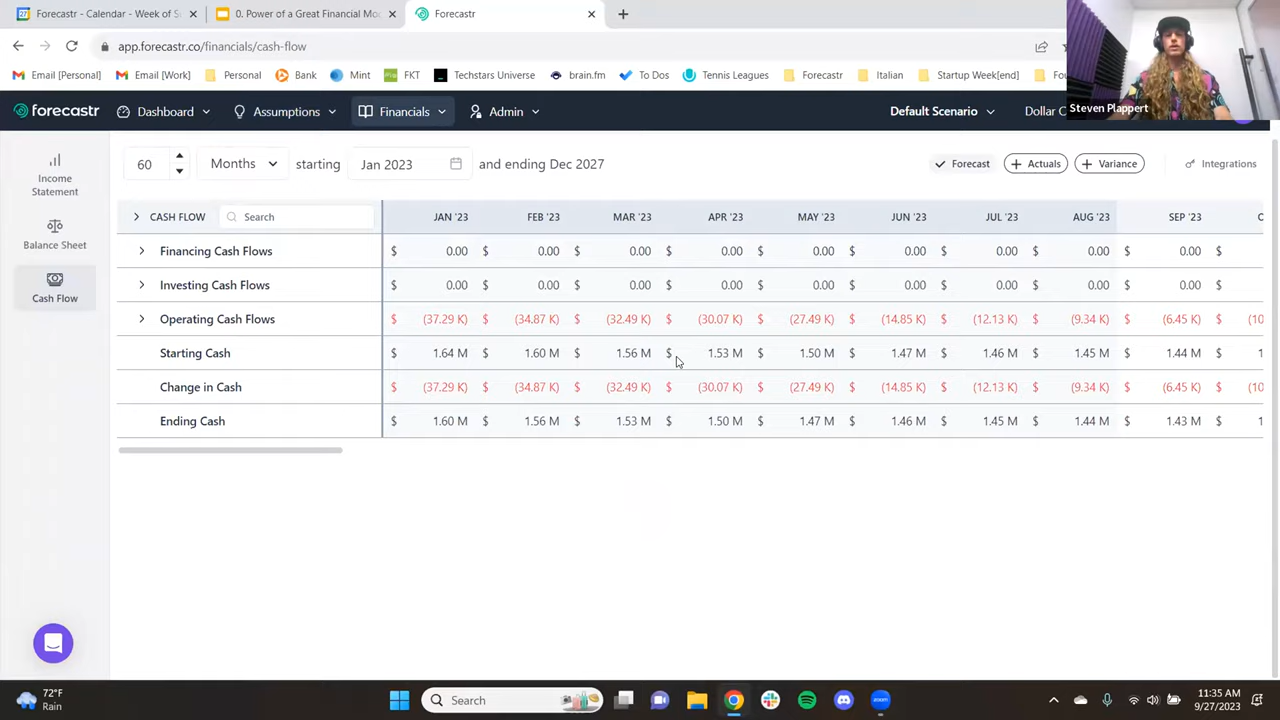 Forecastr - Calendar - Week of S
0. Power of a Great Financial Mo
Forecastr
app.forecastr.co/financials/cash-flow
Email [Personal] Email [Work] Personal Bank Mint FKT Techstars Universe brain.fm To Dos Tennis Leagues Forecastr Italian Startup Week[end] Fou
forecastr Dashboard Assumptions Financials Admin Default Scenario Dollar C
Steven Plappert
60 Months starting Jan 2023 and ending Dec 2027 Forecast Actuals Variance Integrations
Income Statement
Balance Sheet
Cash Flow
CASH FLOW Search JAN '23 FEB '23 MAR '23 APR '23 MAY '23 JUN '23 JUL '23 AUG '23 SEP '23 O
Financing Cash Flows $ 0.00 $ 0.00 $ 0.00 $ 0.00 $ 0.00 $ 0.00 $ 0.00 $ 0.00 $ 0.00 $
Investing Cash Flows $ 0.00 $ 0.00 $ 0.00 $ 0.00 $ 0.00 $ 0.00 $ 0.00 $ 0.00 $ 0.00 $
Operating Cash Flows $ (37.29 K) $ (34.87 K) $ (32.49 K) $ (30.07 K) $ (27.49 K) $ (14.85 K) $ (12.13 K) $ (9.34 K) $ (6.45 K) $ (10
Starting Cash $ 1.64 M $ 1.60 M $ 1.56 M $ 1.53 M $ 1.50 M $ 1.47 M $ 1.46 M $ 1.45 M $ 1.44 M $ 1
Change in Cash $ (37.29 K) $ (34.87 K) $ (32.49 K) $ (30.07 K) $ (27.49 K) $ (14.85 K) $ (12.13 K) $ (9.34 K) $ (6.45 K) $ (10
Ending Cash $ 1.60 M $ 1.56 M $ 1.53 M $ 1.50 M $ 1.47 M $ 1.46 M $ 1.45 M $ 1.44 M $ 1.43 M $ 1
72°F
Rain
Search
zoom
11:35 AM
9/27/2023